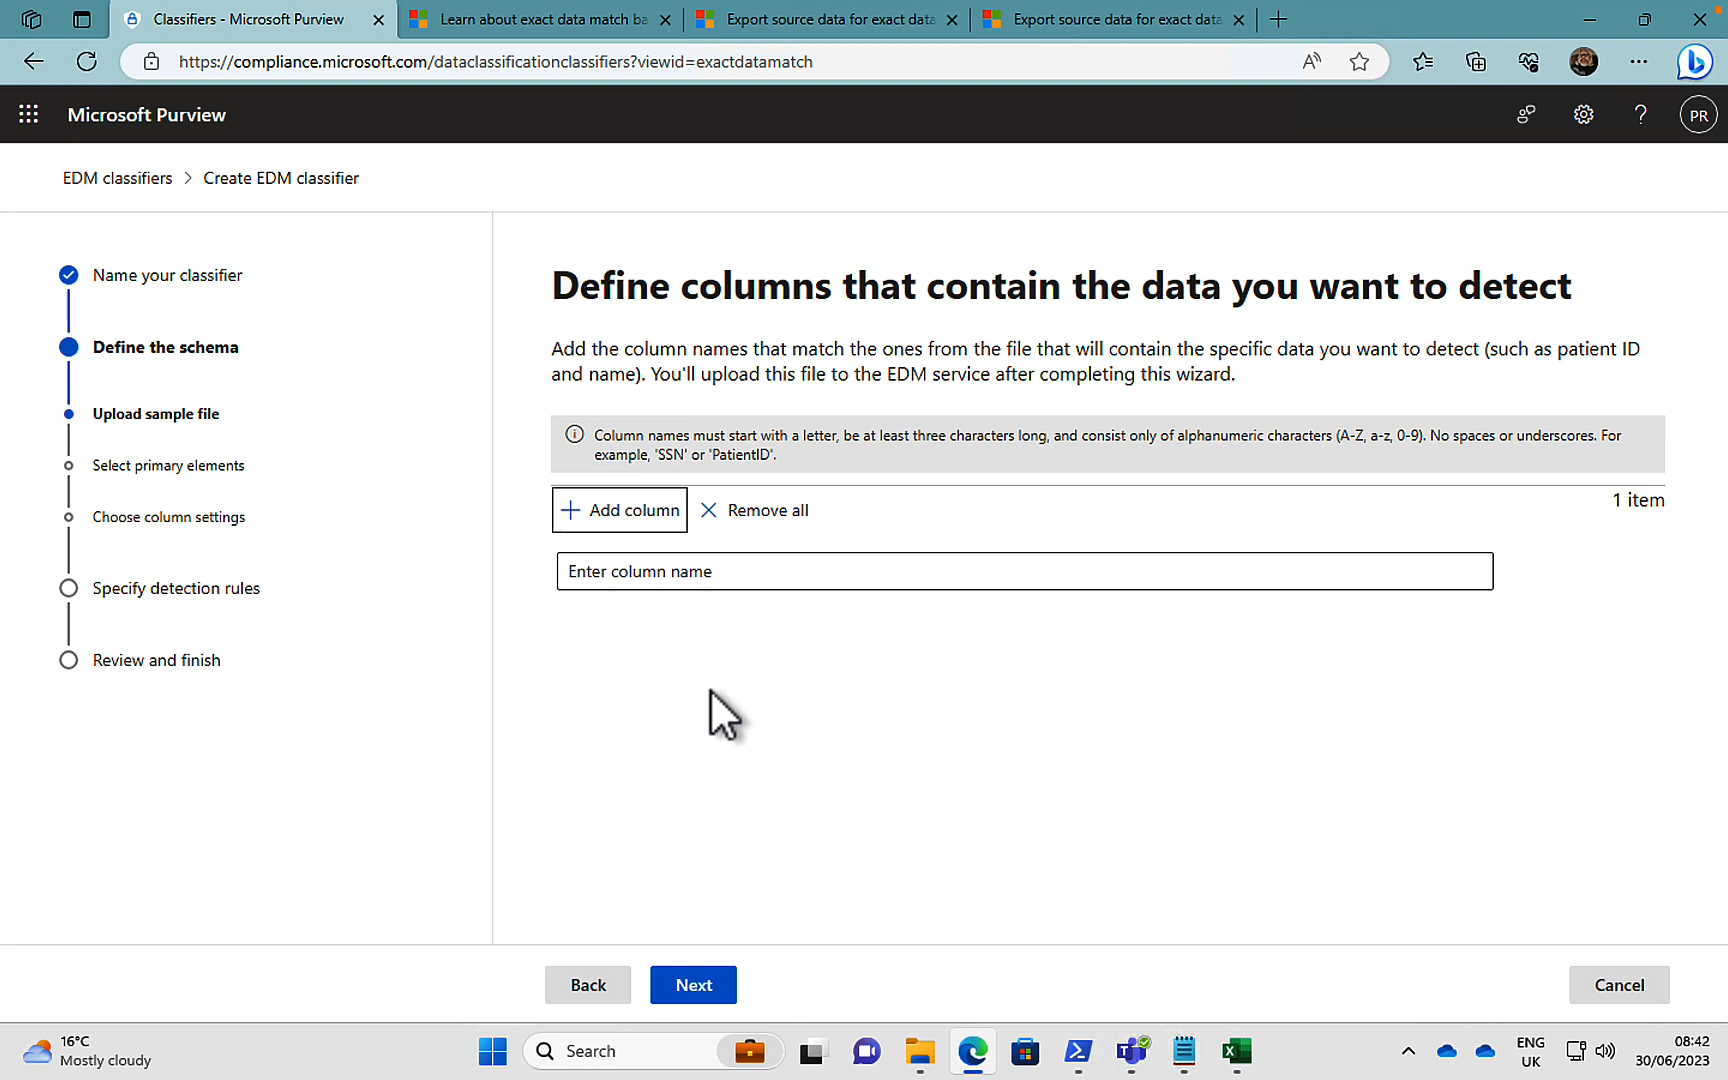 Classifiers - Microsoft Purview
Learn about exact data match ba
Export source data for exact data
Export source data for exact data
https://compliance.microsoft.com/dataclassificationclassifiers?viewid=exactdatamatch
Microsoft Purview
PR
EDM classifiers > Create EDM classifier
Name your classifier
Define the schema
Upload sample file
Select primary elements
Choose column settings
Specify detection rules
Review and finish
Define columns that contain the data you want to detect
Add the column names that match the ones from the file that will contain the specific data you want to detect (such as patient ID
and name). You'll upload this file to the EDM service after completing this wizard.
Column names must start with a letter, be at least three characters long, and consist only of alphanumeric characters (A-Z, a-z, 0-9). No spaces or underscores. For
example, 'SSN' or 'PatientID'.
Add column
Remove all
1 item
Enter column name
Back
Next
Cancel
16°C
Mostly cloudy
Search
ENG
UK
08:42
30/06/2023